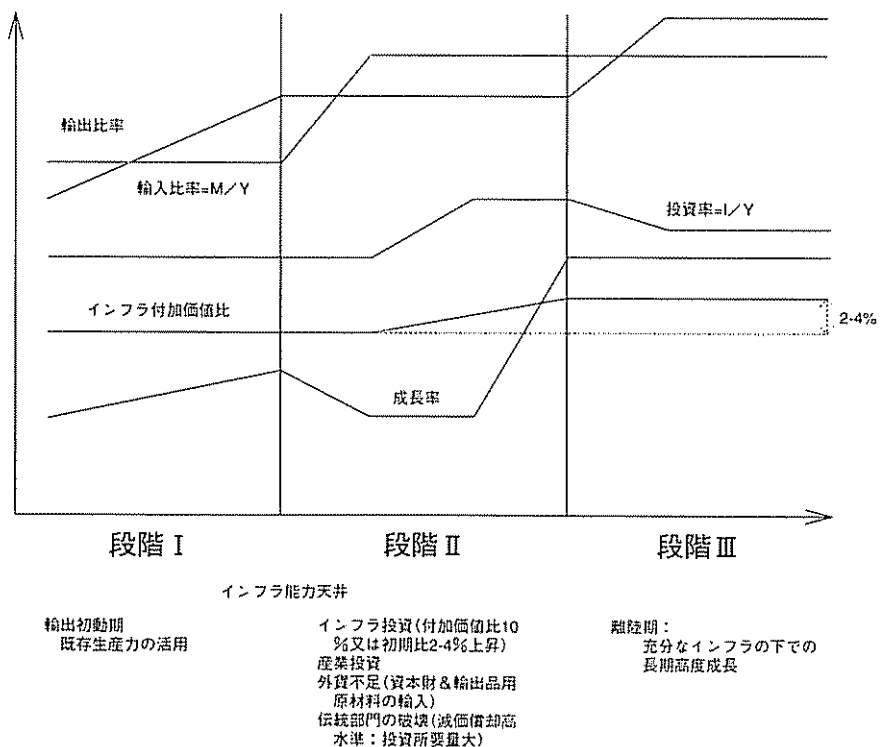 輸出比率
輸入比率=M/Y
投資率=I/Y
インフラ付加価値比
2-4%
成長率
段階Ⅰ
段階Ⅱ
段階Ⅲ
インフラ能力天井
輸出初動期
既存生産力の活用
インフラ投資(付加価値比10
%又は初期比2-4%上昇)
産業投資
外貨不足(資本財&輸出品用
原材料の輸入)
伝統部門の破壊(減価償却高
水準：投資所要量大)
離陸期：
充分なインフラの下での
長期高度成長